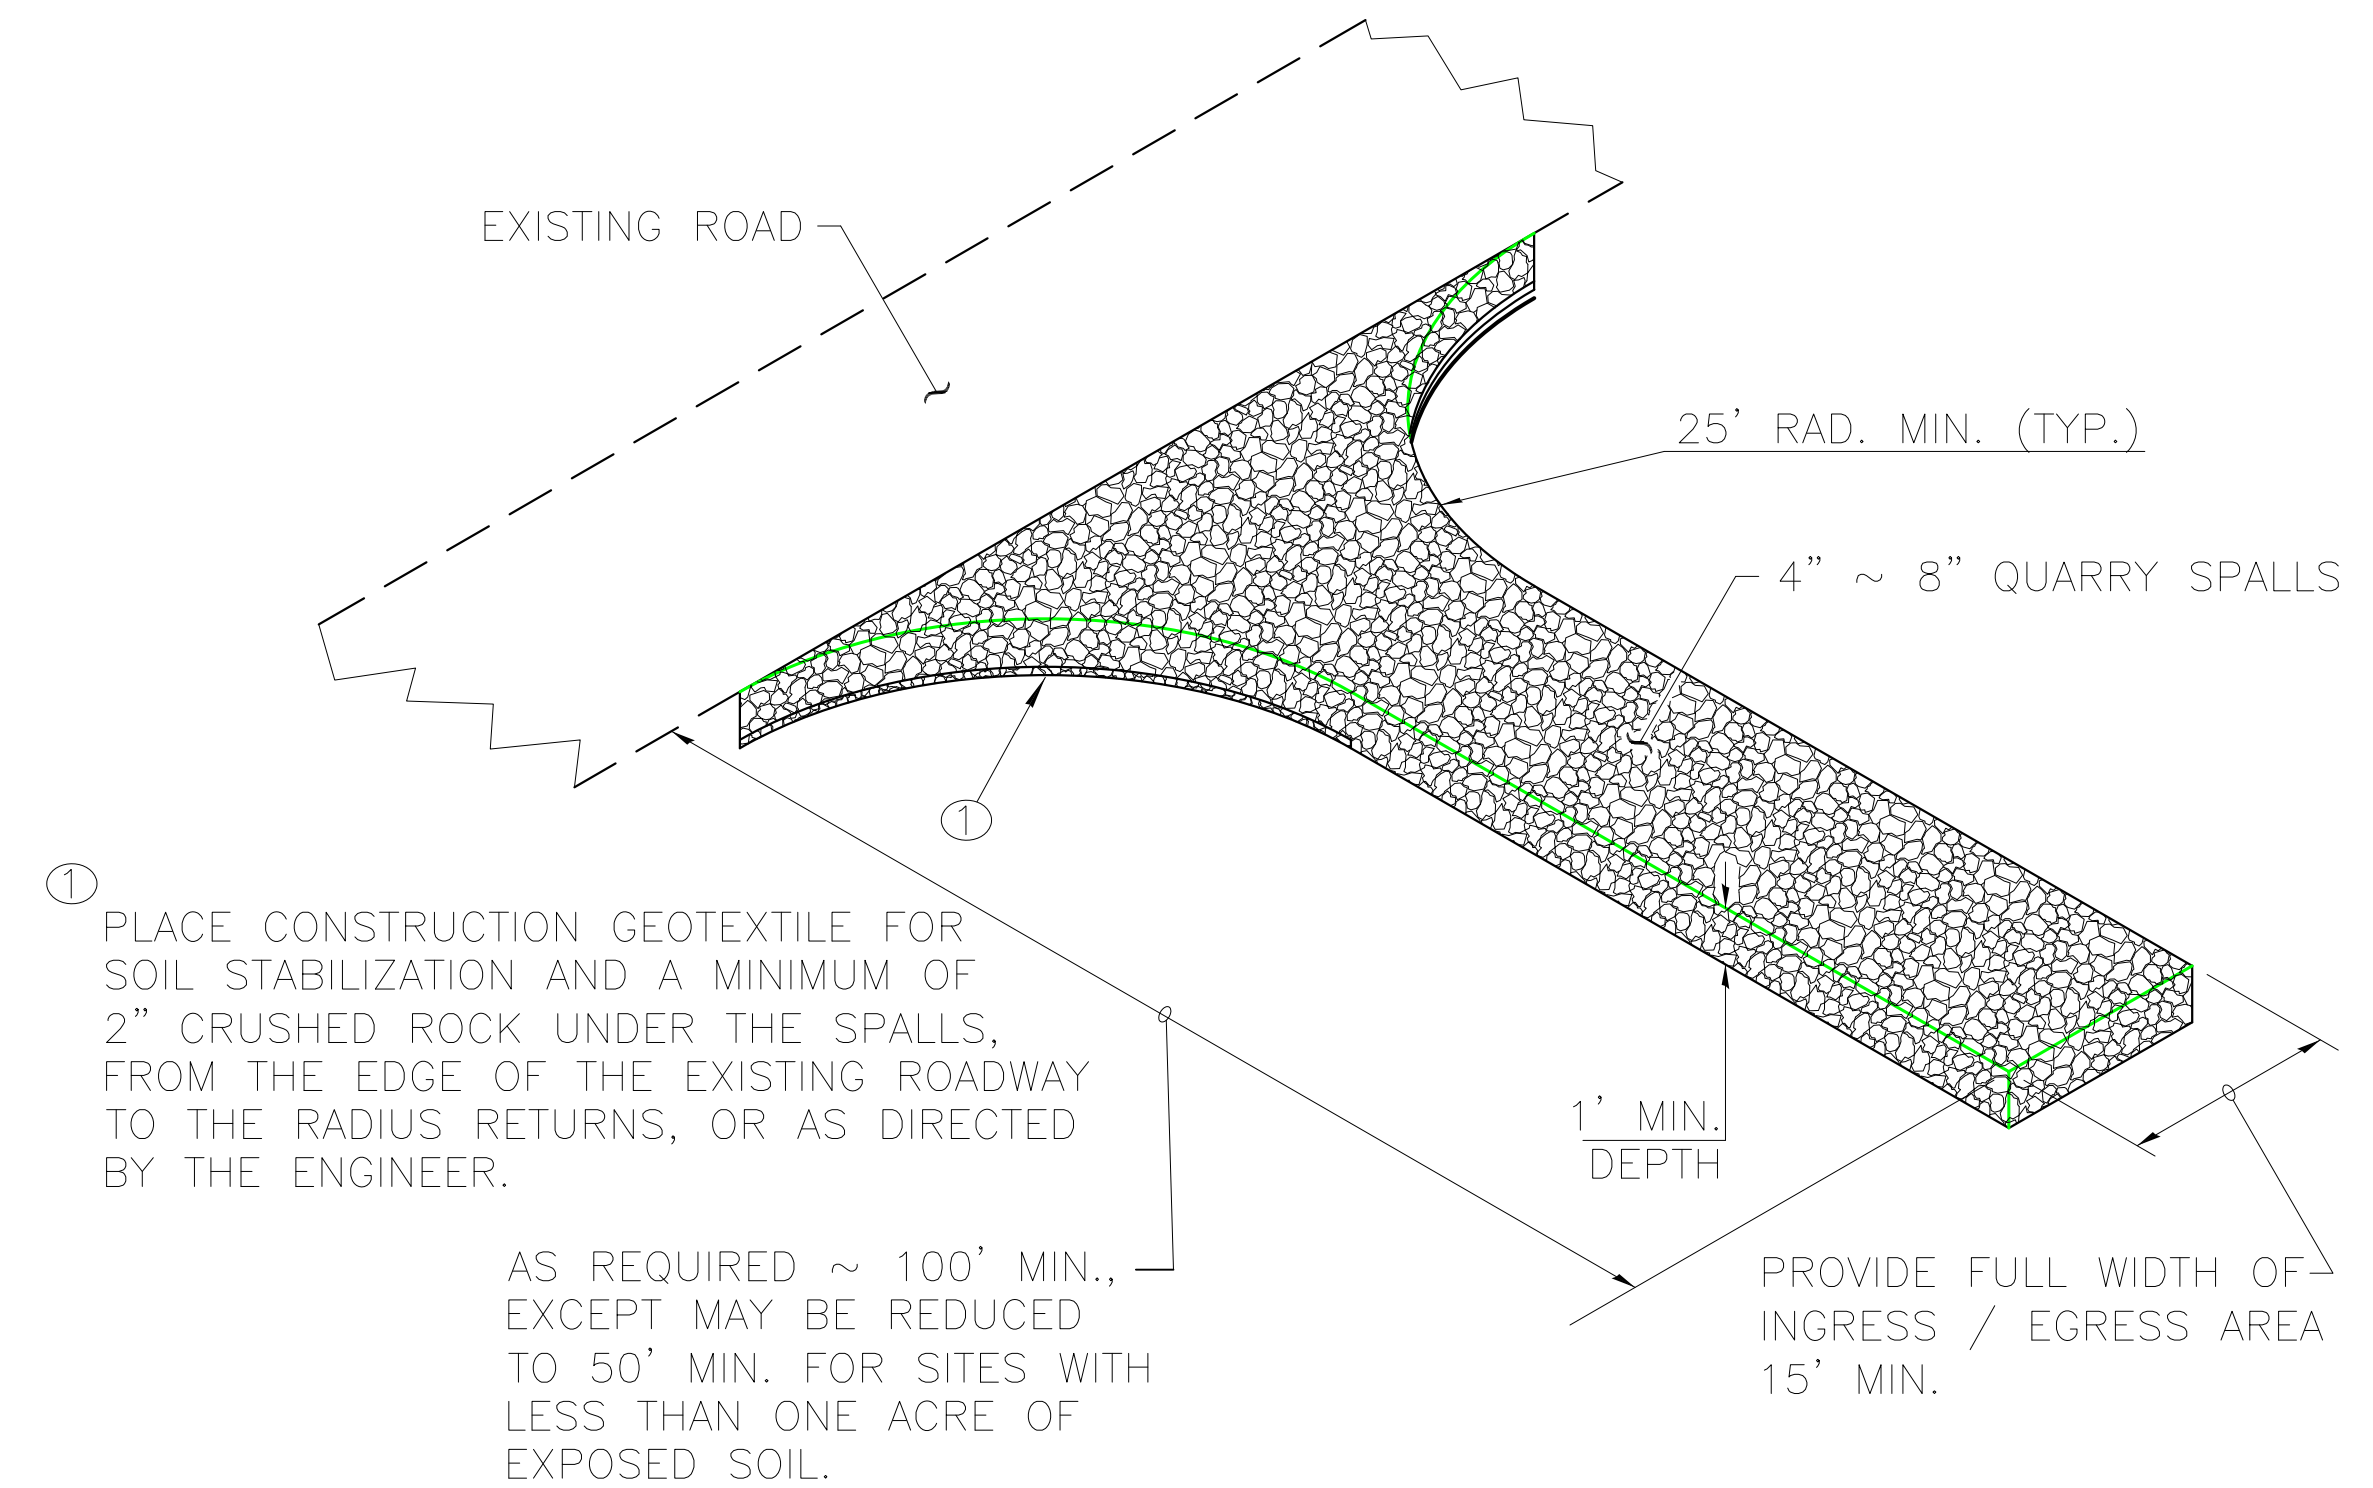 EXISTING ROAD
25' RAD. MIN. (TYP.)
4" ~ 8" QUARRY SPALLS
1
1
PLACE CONSTRUCTION GEOTEXTILE FOR
SOIL STABILIZATION AND A MINIMUM OF
2" CRUSHED ROCK UNDER THE SPALLS,
FROM THE EDGE OF THE EXISTING ROADWAY
TO THE RADIUS RETURNS, OR AS DIRECTED
BY THE ENGINEER.
1' MIN.
DEPTH
AS REQUIRED ~ 100' MIN.,
EXCEPT MAY BE REDUCED
TO 50' MIN. FOR SITES WITH
LESS THAN ONE ACRE OF
EXPOSED SOIL.
PROVIDE FULL WIDTH OF
INGRESS / EGRESS AREA
15' MIN.